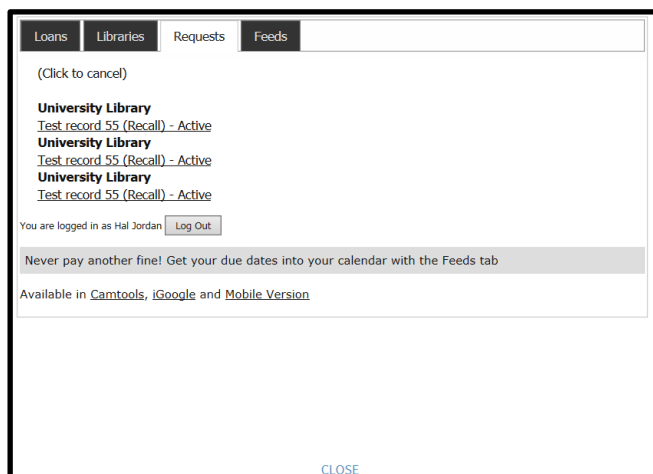 Loans Libraries Requests Feeds
(Click to cancel)
University Library
Test record 55 (Recall) - Active
University Library
Test record 55 (Recall) - Active
University Library
Test record 55 (Recall) - Active
You are logged in as Hal Jordan Log Out
Never pay another fine! Get your due dates into your calendar with the Feeds tab
Available in Camtools, iGoogle and Mobile Version
CLOSE